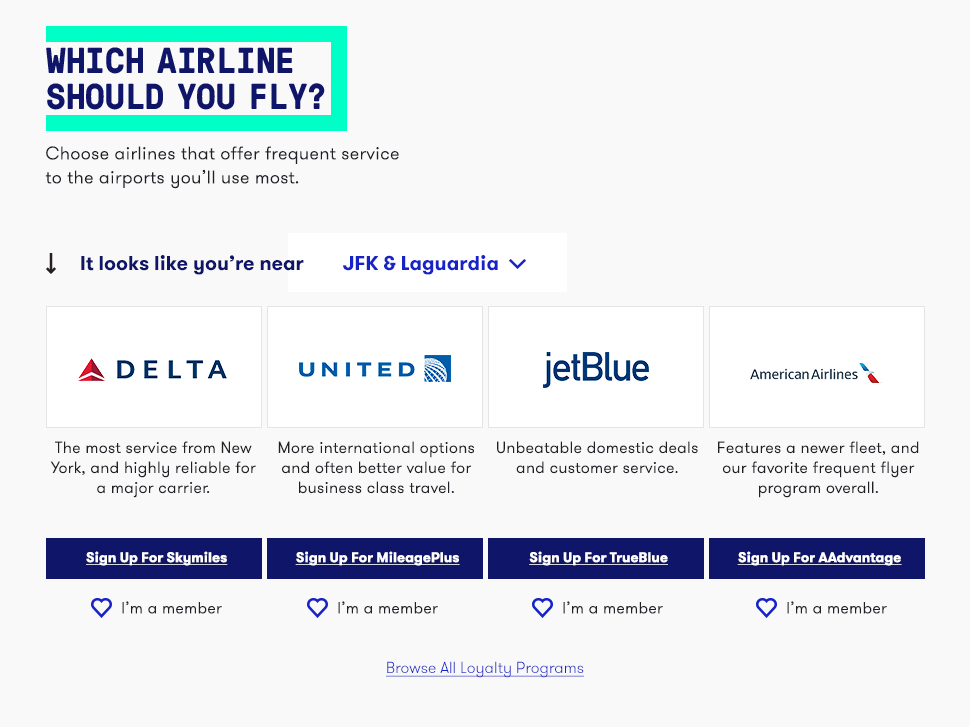 WHICH AIRLINE
SHOULD YOU FLY?
Choose airlines that offer frequent service
to the airports you’ll use most.
It looks like you’re near JFK & Laguardia
DELTA
UNITED
jetBlue
American Airlines
The most service from New
York, and highly reliable for
a major carrier.
More international options
and often better value for
business class travel.
Unbeatable domestic deals
and customer service.
Features a newer fleet, and
our favorite frequent flyer
program overall.
Sign Up For Skymiles
Sign Up For MileagePlus
Sign Up For TrueBlue
Sign Up For AAdvantage
I’m a member
I’m a member
I’m a member
I’m a member
Browse All Loyalty Programs